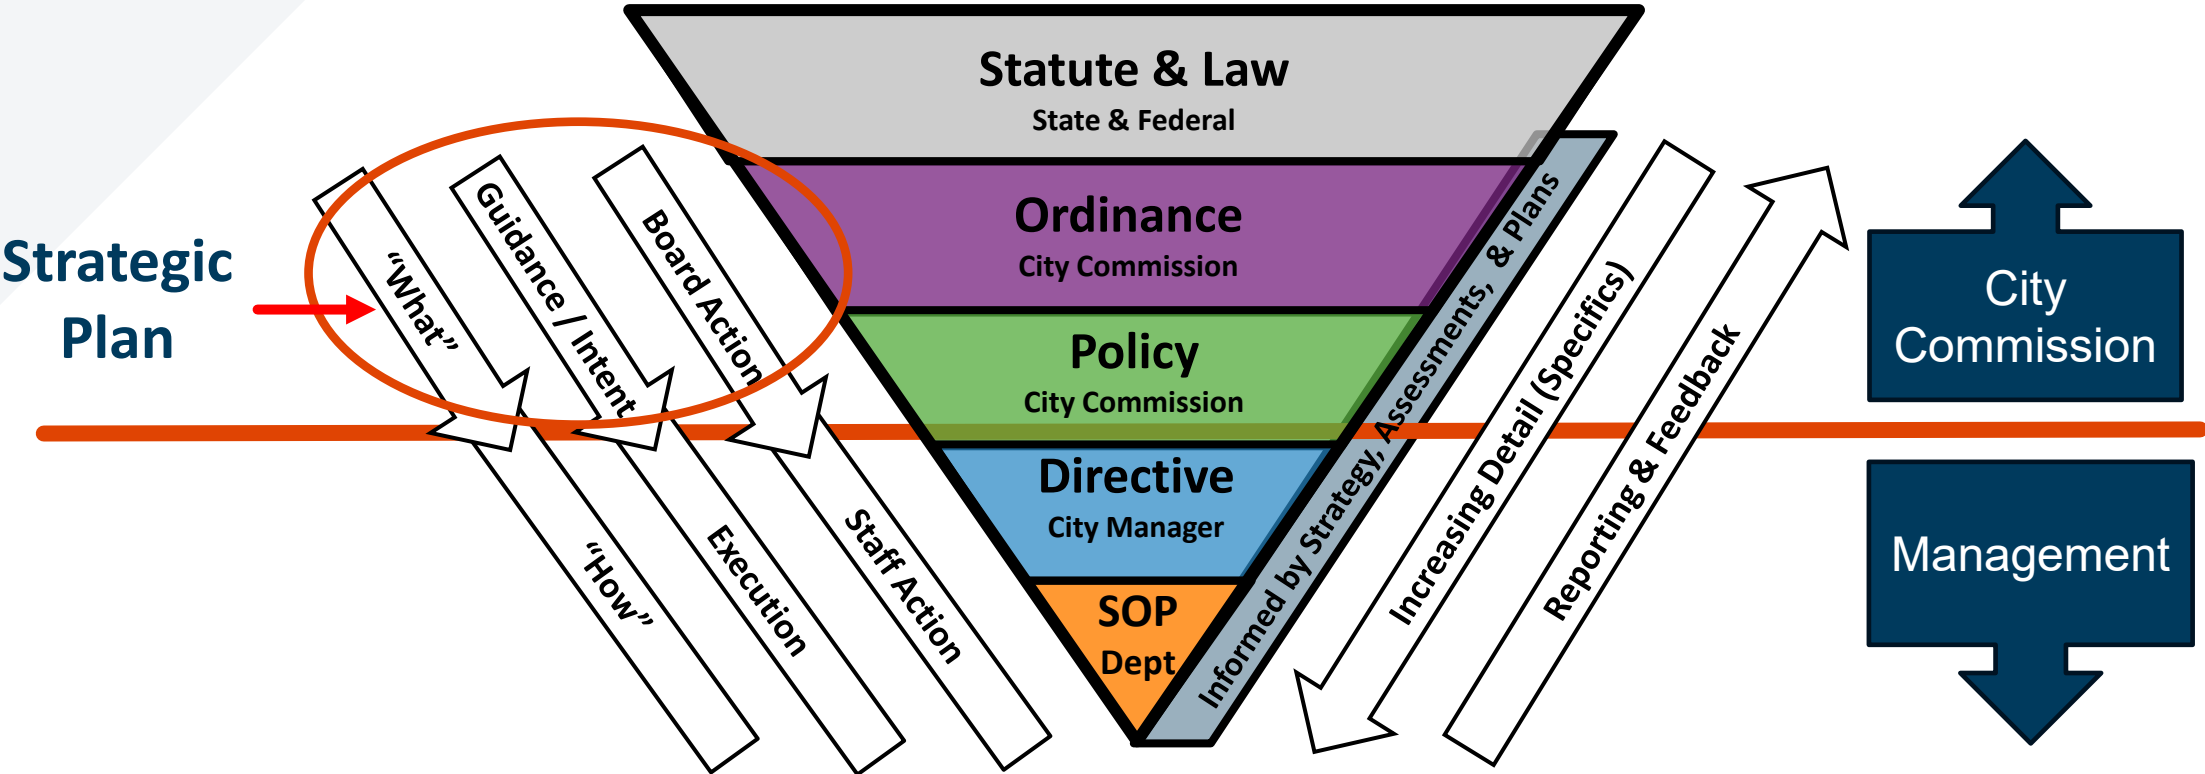 Strategic
Plan
“What”
Guidance / Intent
Board Action
“How”
Execution
Staff Action
Statute & Law
State & Federal
Ordinance
City Commission
Policy
City Commission
Directive
City Manager
SOP
Dept
Informed by Strategy, Assessments, & Plans
Increasing Detail (Specifics)
Reporting & Feedback
City
Commission
Management